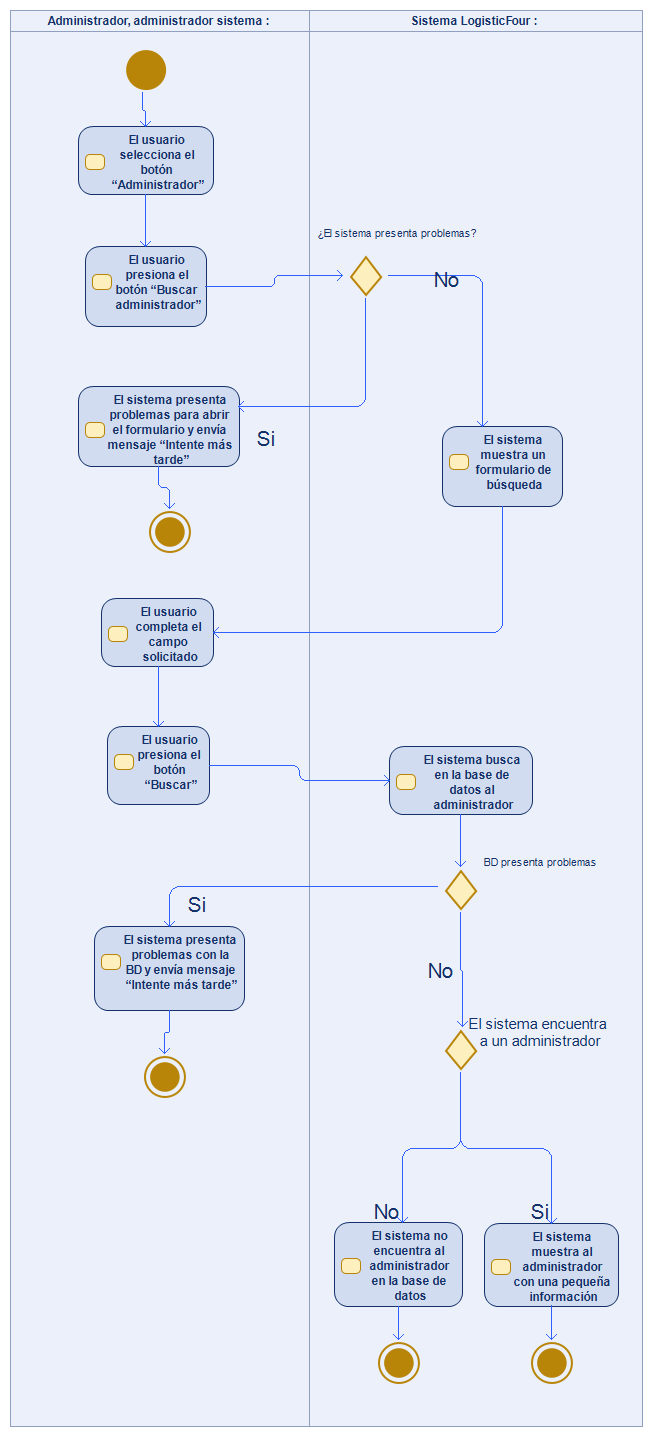 Administrador, administrador sistema :
Sistema LogisticFour :
El usuario
selecciona el
botón
“Administrador”
El usuario
presiona el
botón “Buscar
administrador”
¿El sistema presenta problemas?
No
El sistema presenta
problemas para abrir
el formulario y envía
mensaje “Intente más
tarde”
Si
El sistema
muestra un
formulario de
búsqueda
El usuario
completa el
campo
solicitado
El usuario
presiona el
botón
“Buscar”
El sistema busca
en la base de
datos al
administrador
BD presenta problemas
Si
El sistema presenta
problemas con la
BD y envía mensaje
“Intente más tarde”
No
El sistema encuentra
a un administrador
No
Si
El sistema no
encuentra al
administrador
en la base de
datos
El sistema
muestra al
administrador
con una pequeña
información